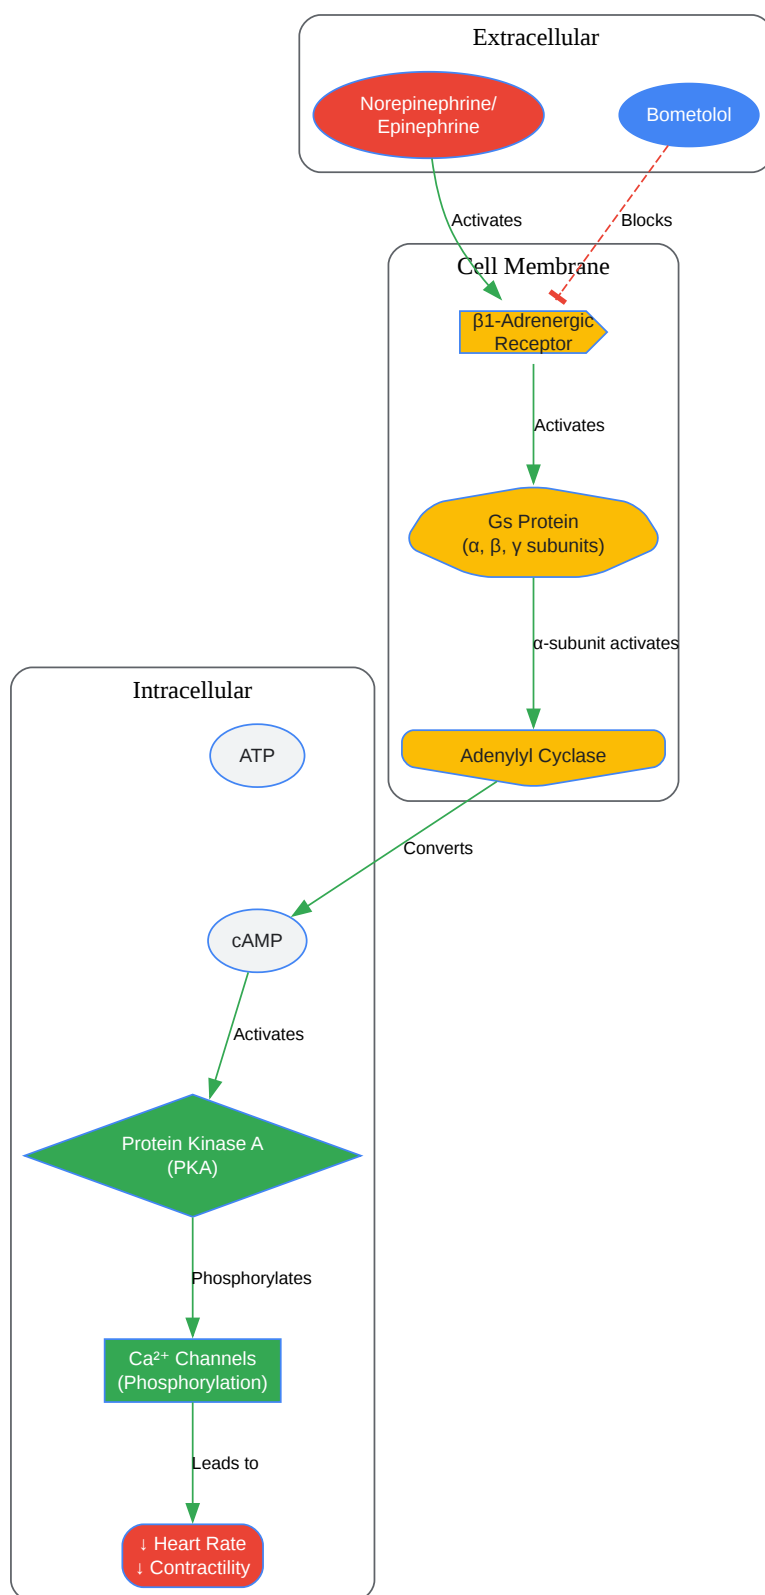 Extracellular
Norepinephrine/
Epinephrine
Bometolol
Activates
Blocks
Cell Membrane
β1-Adrenergic
Receptor
Activates
Gs Protein
(α, β, γ subunits)
α-subunit activates
Intracellular
ATP
Adenylyl Cyclase
Converts
cAMP
Activates
Protein Kinase A
(PKA)
Phosphorylates
Ca²⁺ Channels
(Phosphorylation)
Leads to
↓ Heart Rate
↓ Contractility